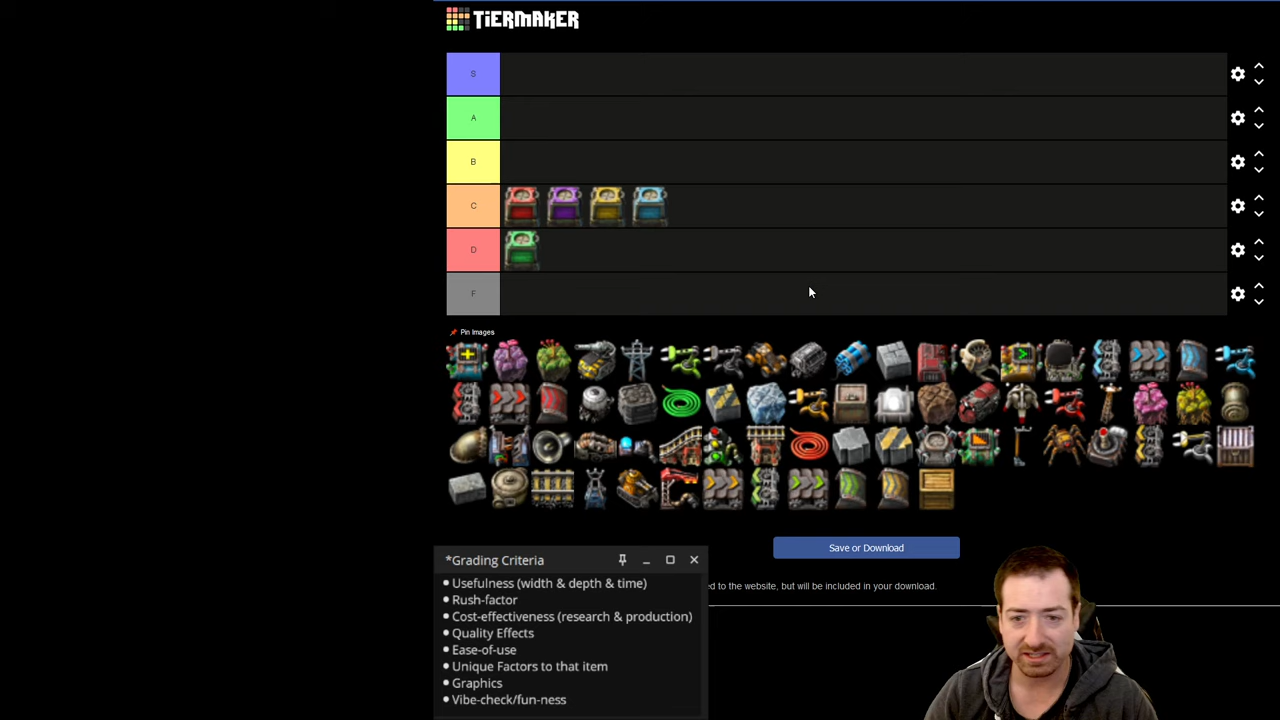 TIERMAKER
S
A
B
C
D
F
Pin Images
Save or Download
*Grading Criteria
ed to the website, but will be included in your download.
• Usefulness (width & depth & time)
• Rush-factor
• Cost-effectiveness (research & production)
• Quality Effects
• Ease-of-use
• Unique Factors to that item
• Graphics
• Vibe-check/fun-ness